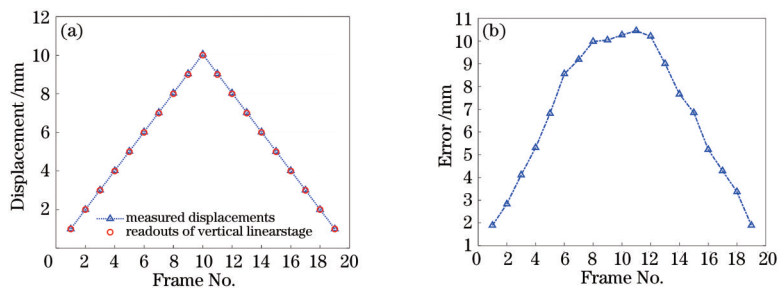 (a)
12
10
8
6
4
2
Displacement /mm
measured displacements
readouts of vertical linearstage
0 2 4 6 8 10 12 14 16 18 20
Frame No.
(b)
11
10
9
8
7
6
5
4
3
2
1
Error /mm
0 2 4 6 8 10 12 14 16 18 20
Frame No.